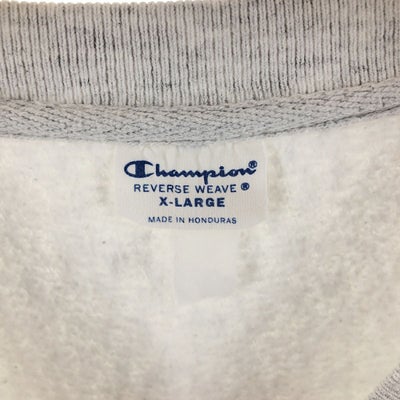 Champion®
REVERSE WEAVE ®
X-LARGE
MADE IN HONDURAS